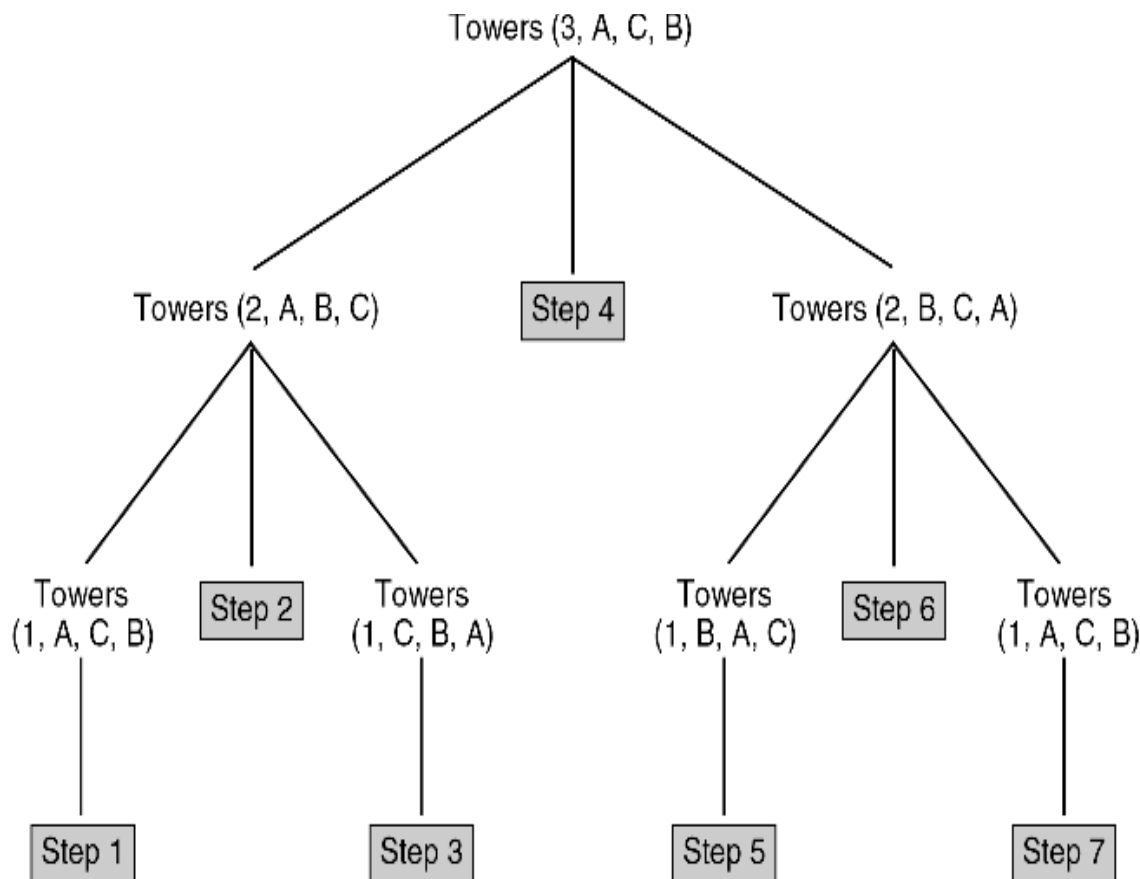 Towers (3, A, C, B)
Towers (2, A, B, C)
Step 4
Towers (2, B, C, A)
Towers
(1, A, C, B)
Step 2
Towers
(1, C, B, A)
Towers
(1, B, A, C)
Step 6
Towers
(1, A, C, B)
Step 1
Step 3
Step 5
Step 7